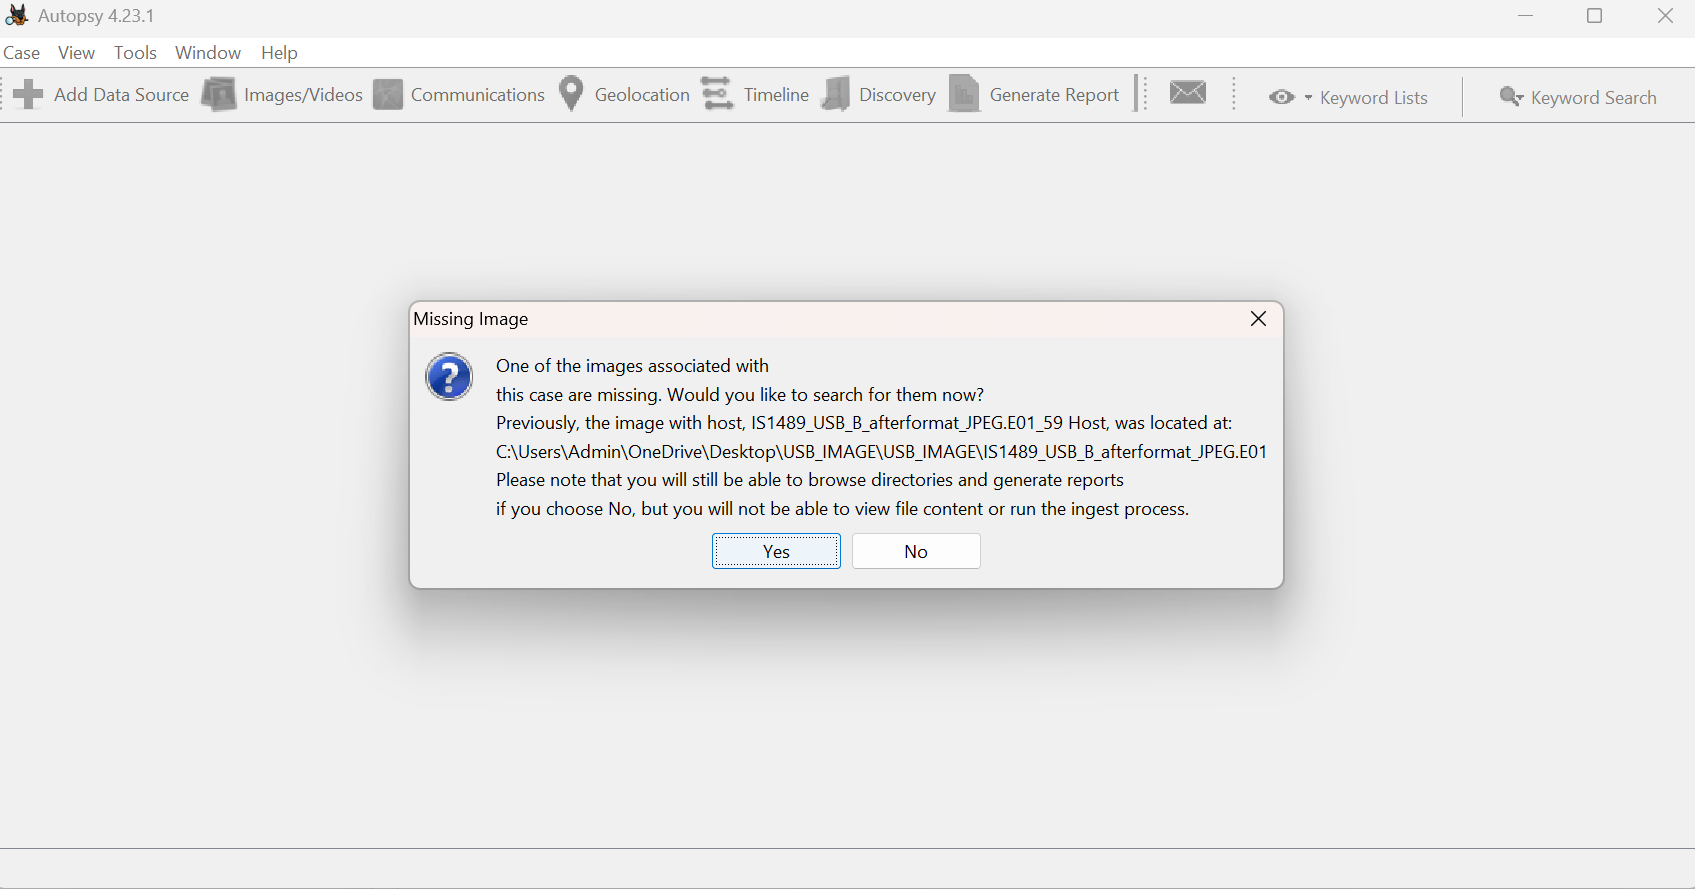 Autopsy 4.23.1
Case View Tools Window Help
Add Data Source Images/Videos Communications Geolocation Timeline Discovery Generate Report Keyword Lists Keyword Search
Missing Image
One of the images associated with
this case are missing. Would you like to search for them now?
Previously, the image with host, IS1489_USB_B_afterformat_JPEG.E01_59 Host, was located at:
C:\Users\Admin\OneDrive\Desktop\USB_IMAGE\USB_IMAGE\IS1489_USB_B_afterformat_JPEG.E01
Please note that you will still be able to browse directories and generate reports
if you choose No, but you will not be able to view file content or run the ingest process.
Yes No